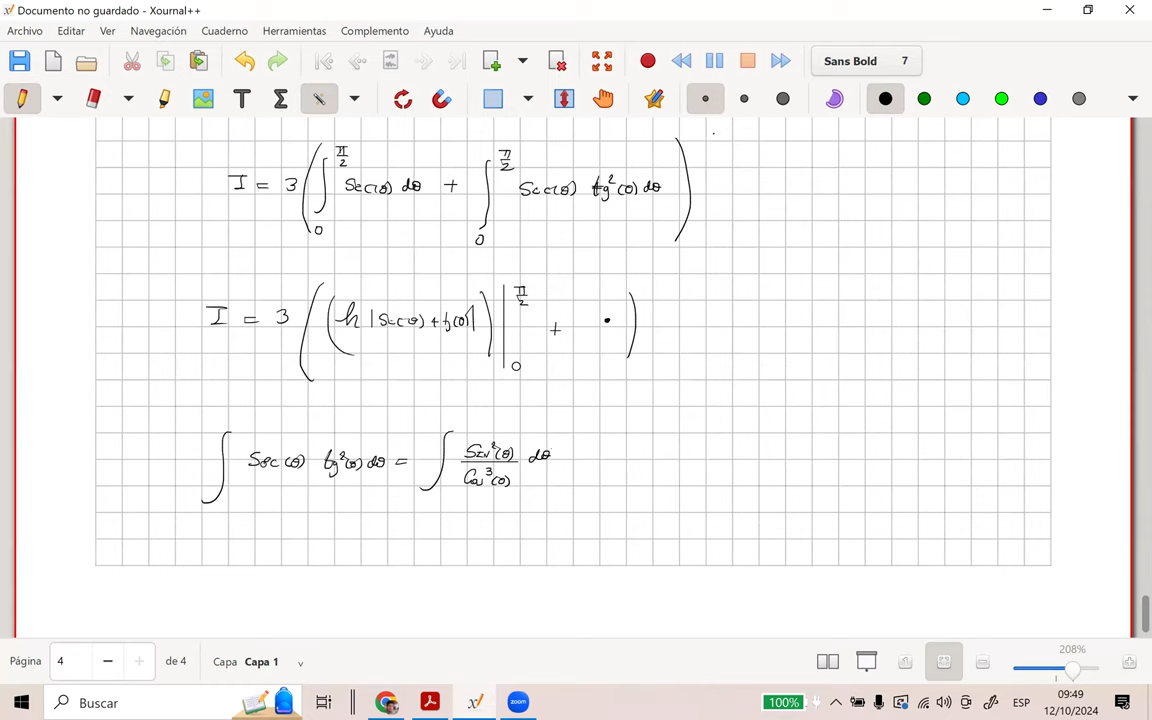 Documento no guardado - Xournal++
Archivo Editar Ver Navegación Cuaderno Herramientas Complemento Ayuda
Sans Bold 7
I = 3 ( ∫₀^{π/2} Sec(θ) dθ + ∫₀^{π/2} Sec(θ) tg²(θ) dθ )
I = 3 ( ( ln |Sec(θ) + tg(θ)| ) |₀^{π/2} + • )
∫ Sec(θ) tg²(θ) dθ = ∫ Sen²(θ) / Cos³(θ) dθ
Página 4 de 4 Capa Capa 1 208%
Buscar zoom 100% ESP 09:49
12/10/2024